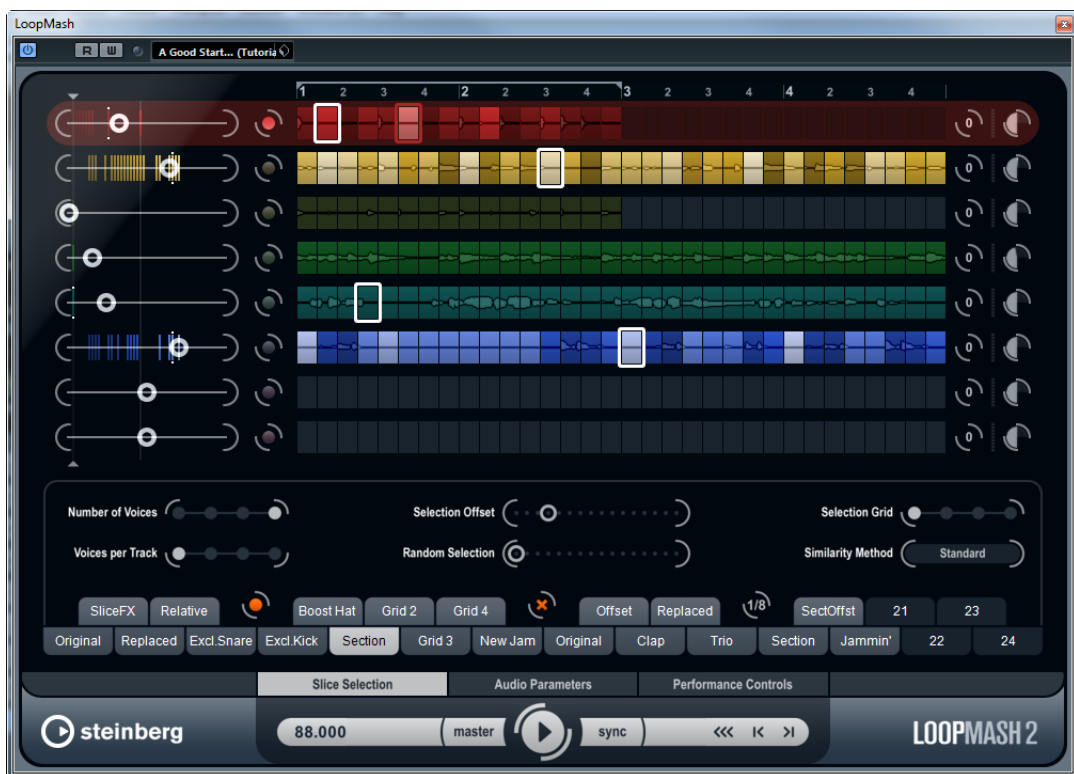 LoopMash
R W A Good Start... (Tutoria
1 2 3 4 2 2 3 4 3 2 3 4 4 2 3 4
0
0
0
0
0
0
0
0
Number of Voices Selection Offset Selection Grid
Voices per Track Random Selection Similarity Method Standard
SliceFX Relative Boost Hat Grid 2 Grid 4 Offset Replaced 1/8 SectOffst 21 23
Original Replaced Excl.Snare Excl.Kick Section Grid 3 New Jam Original Clap Trio Section Jammin' 22 24
Slice Selection Audio Parameters Performance Controls
steinberg 88.000 master sync LOOPMASH 2